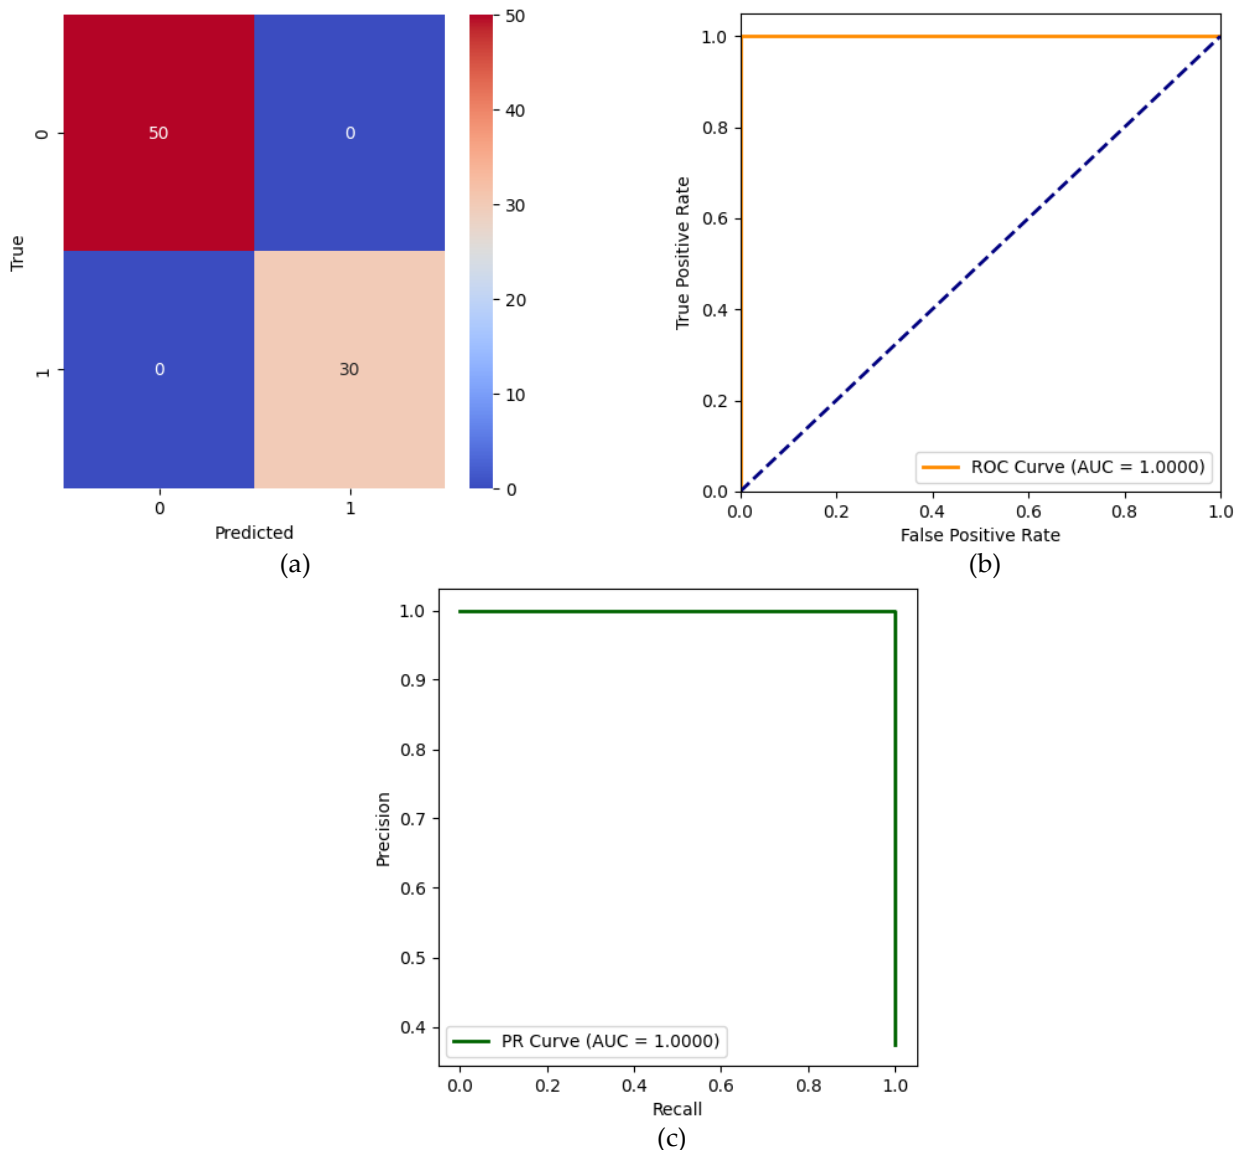 50
0
0
30
0
1
True
0
1
Predicted
50
40
30
20
10
0
(a)
1.0
0.8
0.6
0.4
0.2
0.0
True Positive Rate
0.0 0.2 0.4 0.6 0.8 1.0
False Positive Rate
ROC Curve (AUC = 1.0000)
(b)
1.0
0.9
0.8
0.7
0.6
0.5
0.4
Precision
PR Curve (AUC = 1.0000)
0.0 0.2 0.4 0.6 0.8 1.0
Recall
(c)